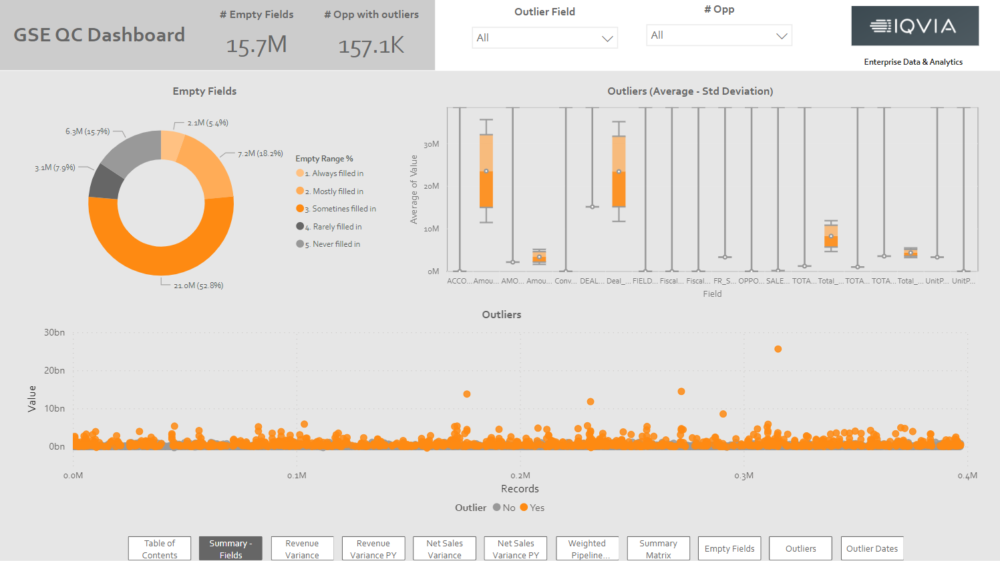 GSE QC Dashboard
# Empty Fields
15.7M
# Opp with outliers
157.1K
Outlier Field
All
# Opp
All
IQVIA
Enterprise Data & Analytics
Empty Fields
2.1M (5.4%)
6.3M (15.7%)
7.2M (18.2%)
3.1M (7.9%)
21.0M (52.8%)
Empty Range %
1. Always filled in
2. Mostly filled in
3. Sometines filled in
4. Rarely filled in
5. Never filled in
Outliers (Average - Std Deviation)
Average of Value
30M
20M
10M
0M
ACCO... Amou... AMO... Amou... Conv... DEAL... Deal_... FIELD... Fiscal... Fiscal... FR_S... OPPO... SALE... TOTA... Total_... TOTA... TOTA... Total_... UnitP... UnitP...
Field
Outliers
Value
30bn
20bn
10bn
0bn
0.0M 0.1M 0.2M 0.3M 0.4M
Records
Outlier No Yes
Table of
Contents
Summary -
Fields
Revenue
Variance
Revenue
Variance PY
Net Sales
Variance
Net Sales
Variance PY
Weighted
Pipeline...
Summary
Matrix
Empty Fields
Outliers
Outlier Dates